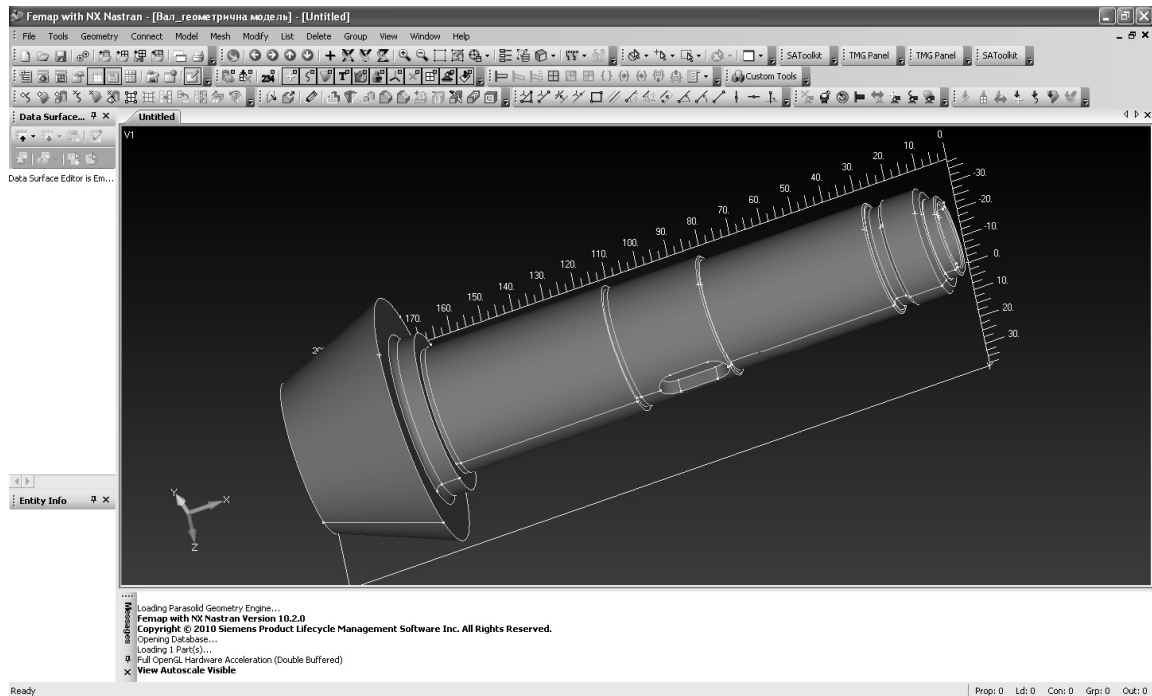 Femap with NX Nastran - [Вал_геометрична модель] - [Untitled]
File Tools Geometry Connect Model Mesh Modify List Delete Group View Window Help
SAToolkit TMG Panel TMG Panel SAToolkit
234 T Custom Tools
Data Surface... Untitled
Data Surface Editor is Em...
V1
0.
10.
20.
30.
40.
50.
60.
70.
80.
90.
100.
110.
120.
130.
140.
150.
160.
170.
-30.
-20.
-10.
0.
10.
20.
30.
Y X
Z
Entity Info
Messages
Loading Parasolid Geometry Engine...
Femap with NX Nastran Version 10.2.0
Copyright © 2010 Siemens Product Lifecycle Management Software Inc. All Rights Reserved.
Opening Database...
Loading 1 Part(s)...
Full OpenGL Hardware Acceleration (Double Buffered)
View Autoscale Visible
Ready Prop: 0 Ld: 0 Con: 0 Grp: 0 Out: 0